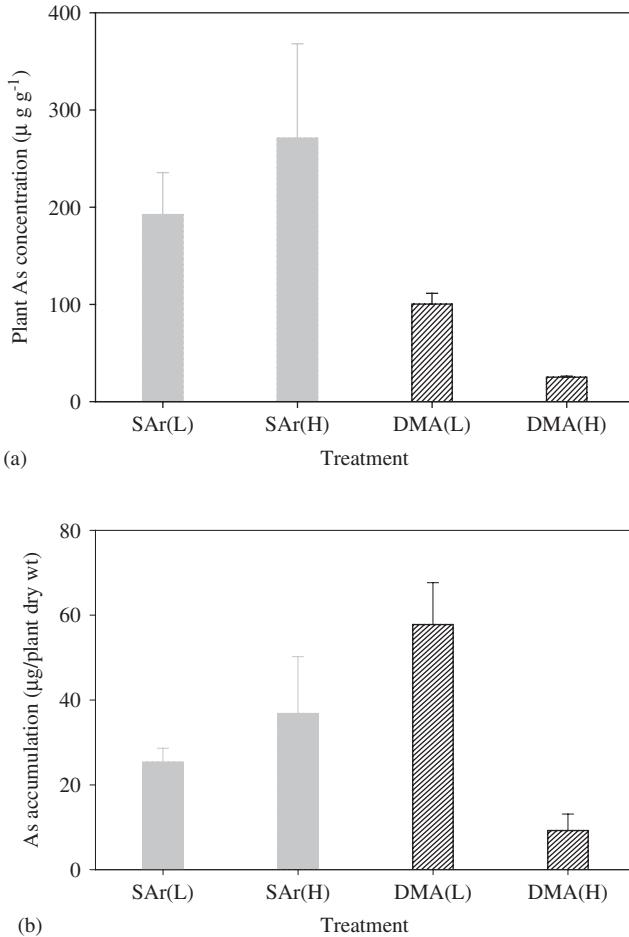 400
300
200
100
0
Plant As concentration (µ g g⁻¹)
SAr(L) SAr(H) DMA(L) DMA(H)
(a)
Treatment
80
60
40
20
0
As accumulation (µg/plant dry wt)
SAr(L) SAr(H) DMA(L) DMA(H)
(b)
Treatment